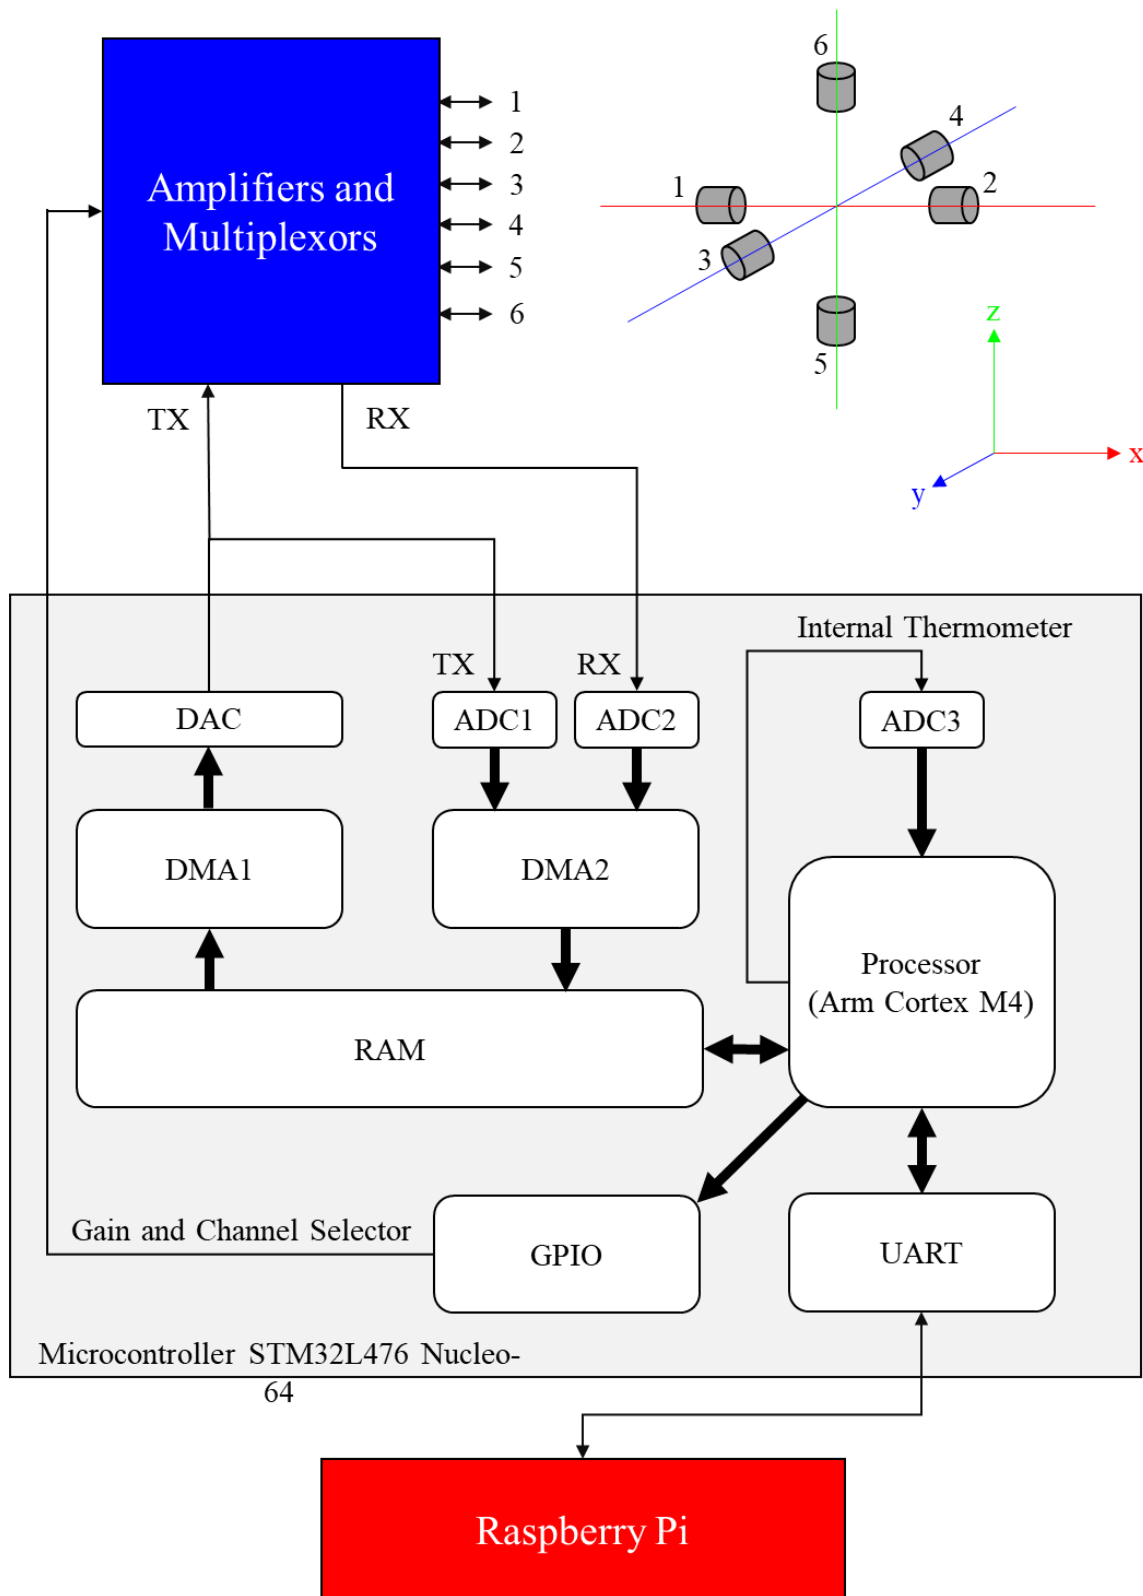 Amplifiers and
Multiplexors
1
2
3
4
5
6
6
4
1
2
3
5
z
x
y
TX
RX
Internal Thermometer
TX
RX
DAC
ADC1
ADC2
ADC3
DMA1
DMA2
Processor
(Arm Cortex M4)
RAM
Gain and Channel Selector
GPIO
UART
Microcontroller STM32L476 Nucleo-
64
Raspberry Pi